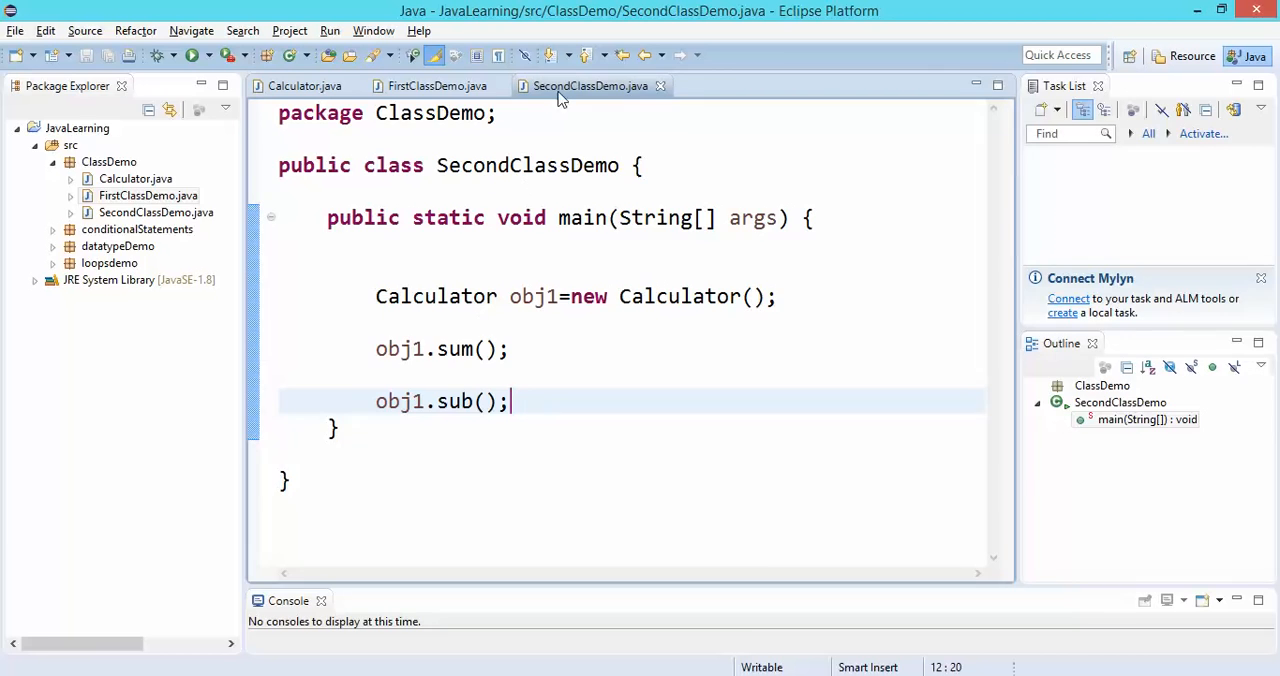 Java - JavaLearning/src/ClassDemo/SecondClassDemo.java - Eclipse Platform
File Edit Source Refactor Navigate Search Project Run Window Help
Quick Access
Resource
Java
Package Explorer
JavaLearning
src
ClassDemo
Calculator.java
FirstClassDemo.java
SecondClassDemo.java
conditionalStatements
datatypeDemo
loopsdemo
JRE System Library [JavaSE-1.8]
Calculator.java FirstClassDemo.java SecondClassDemo.java
package ClassDemo;
public class SecondClassDemo {
public static void main(String[] args) {
Calculator obj1=new Calculator();
obj1.sum();
obj1.sub();
}
}
Task List
Find All Activate...
Connect Mylyn
Connect to your task and ALM tools or
create a local task.
Outline
ClassDemo
SecondClassDemo
main(String[]) : void
Console
No consoles to display at this time.
Writable Smart Insert 12 : 20